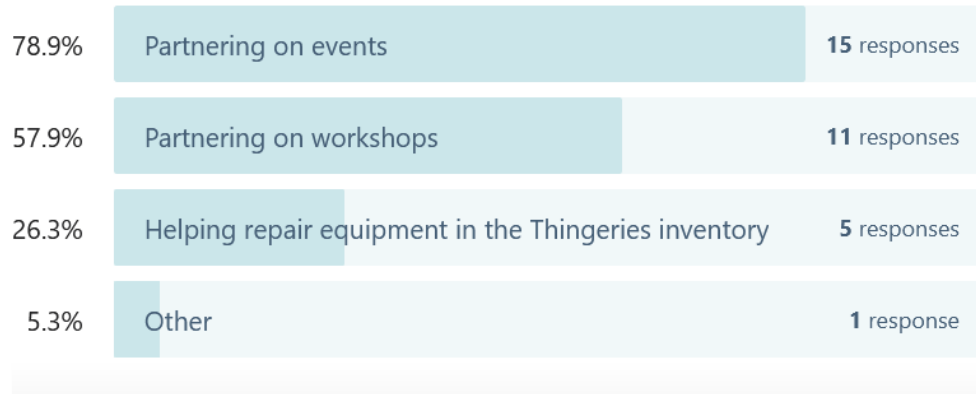 78.9% Partnering on events 15 responses
57.9% Partnering on workshops 11 responses
26.3% Helping repair equipment in the Thingeries inventory 5 responses
5.3% Other 1 response